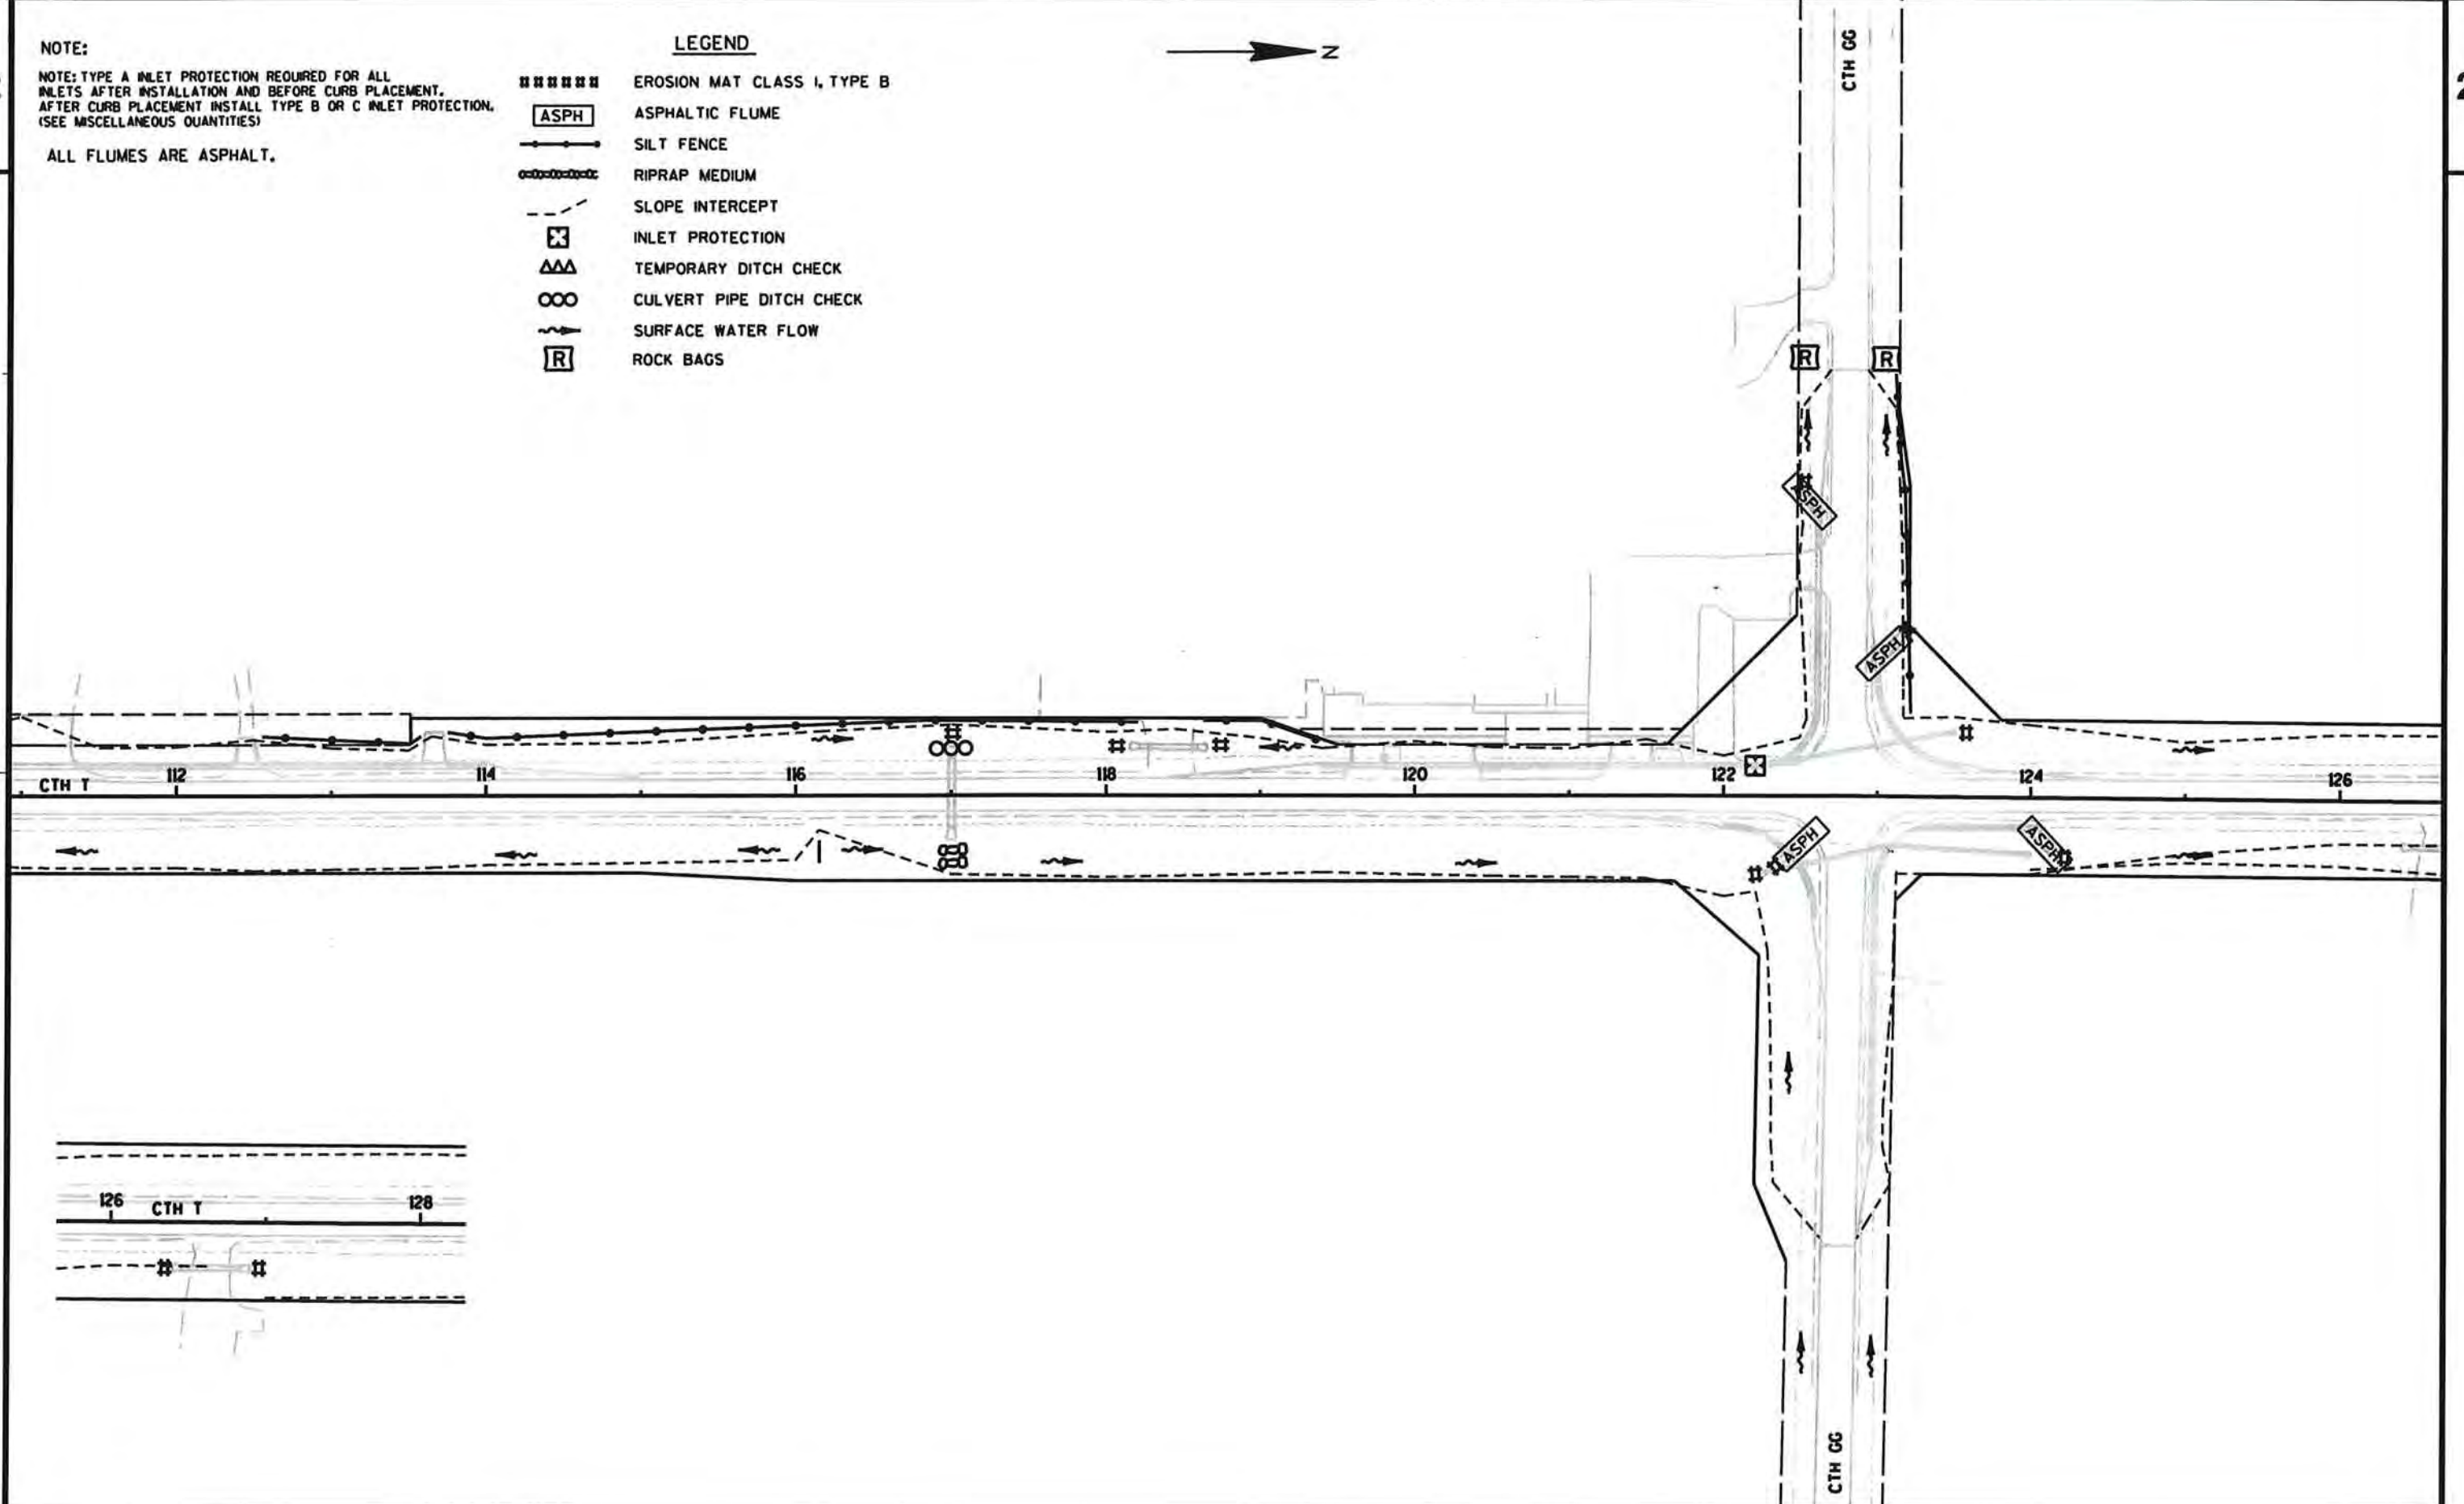 NOTE:
NOTE: TYPE A INLET PROTECTION REQUIRED FOR ALL
INLETS AFTER INSTALLATION AND BEFORE CURB PLACEMENT.
AFTER CURB PLACEMENT INSTALL TYPE B OR C INLET PROTECTION.
(SEE MISCELLANEOUS QUANTITIES)
ALL FLUMES ARE ASPHALT.
LEGEND
EROSION MAT CLASS I, TYPE B
ASPH ASPHALTIC FLUME
SILT FENCE
RIPRAP MEDIUM
SLOPE INTERCEPT
INLET PROTECTION
TEMPORARY DITCH CHECK
CULVERT PIPE DITCH CHECK
SURFACE WATER FLOW
R ROCK BAGS
N
CTH GG
2
R R
ASPH
ASPH
CTH T 112 114 116 118 120 122 124 126
ASPH ASPH
126 CTH T 128
CTH GG